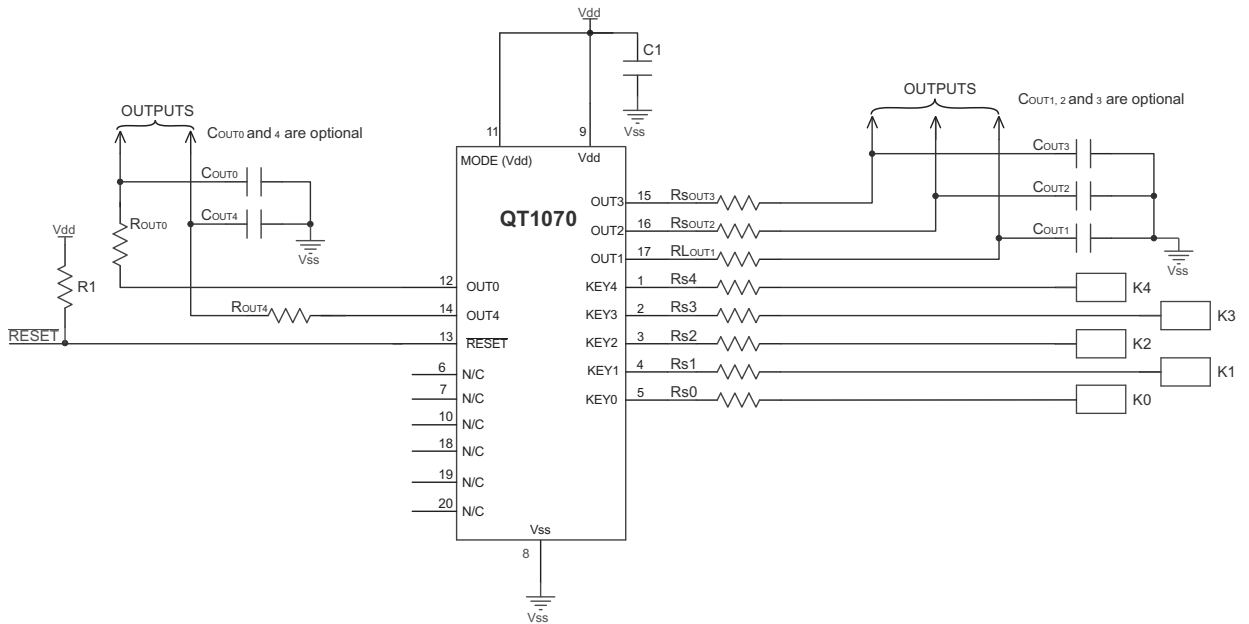 Vdd
C1
Vss
OUTPUTS
COUT0 and 4 are optional
COUT0
COUT4
Vss
ROUT0
Vdd
R1
ROUT4
RESET
OUTPUTS
COUT1, 2 and 3 are optional
COUT3
COUT2
COUT1
Vss
11
9
MODE (Vdd)
Vdd
QT1070
12 OUT0
14 OUT4
13 RESET
6 N/C
7 N/C
10 N/C
18 N/C
19 N/C
20 N/C
OUT3 15 RsOUT3
OUT2 16 RsOUT2
OUT1 17 RLOUT1
KEY4 1 Rs4 K4
KEY3 2 Rs3 K3
KEY2 3 Rs2 K2
KEY1 4 Rs1 K1
KEY0 5 Rs0 K0
Vss
8
Vss